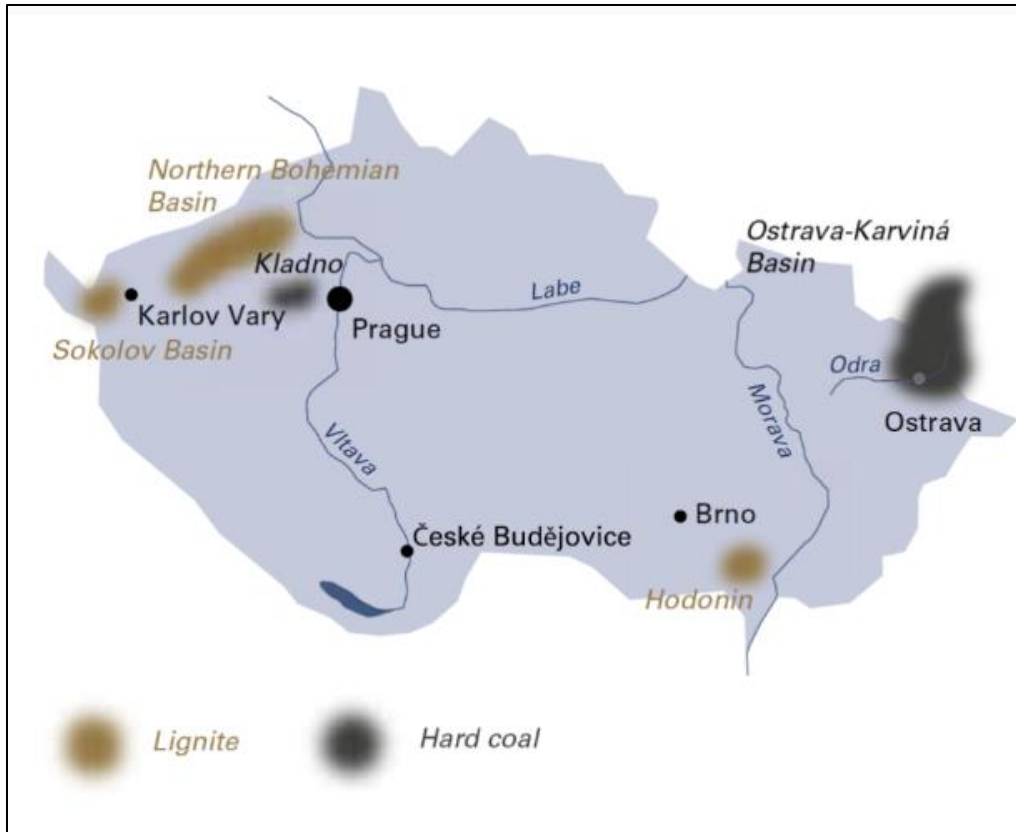 Northern Bohemian
Basin
Ostrava-Karviná
Basin
Kladno
Labe
Karlov Vary
Prague
Sokolov Basin
Odra
Ostrava
Morava
Vltava
Brno
České Budějovice
Hodonin
Lignite
Hard coal